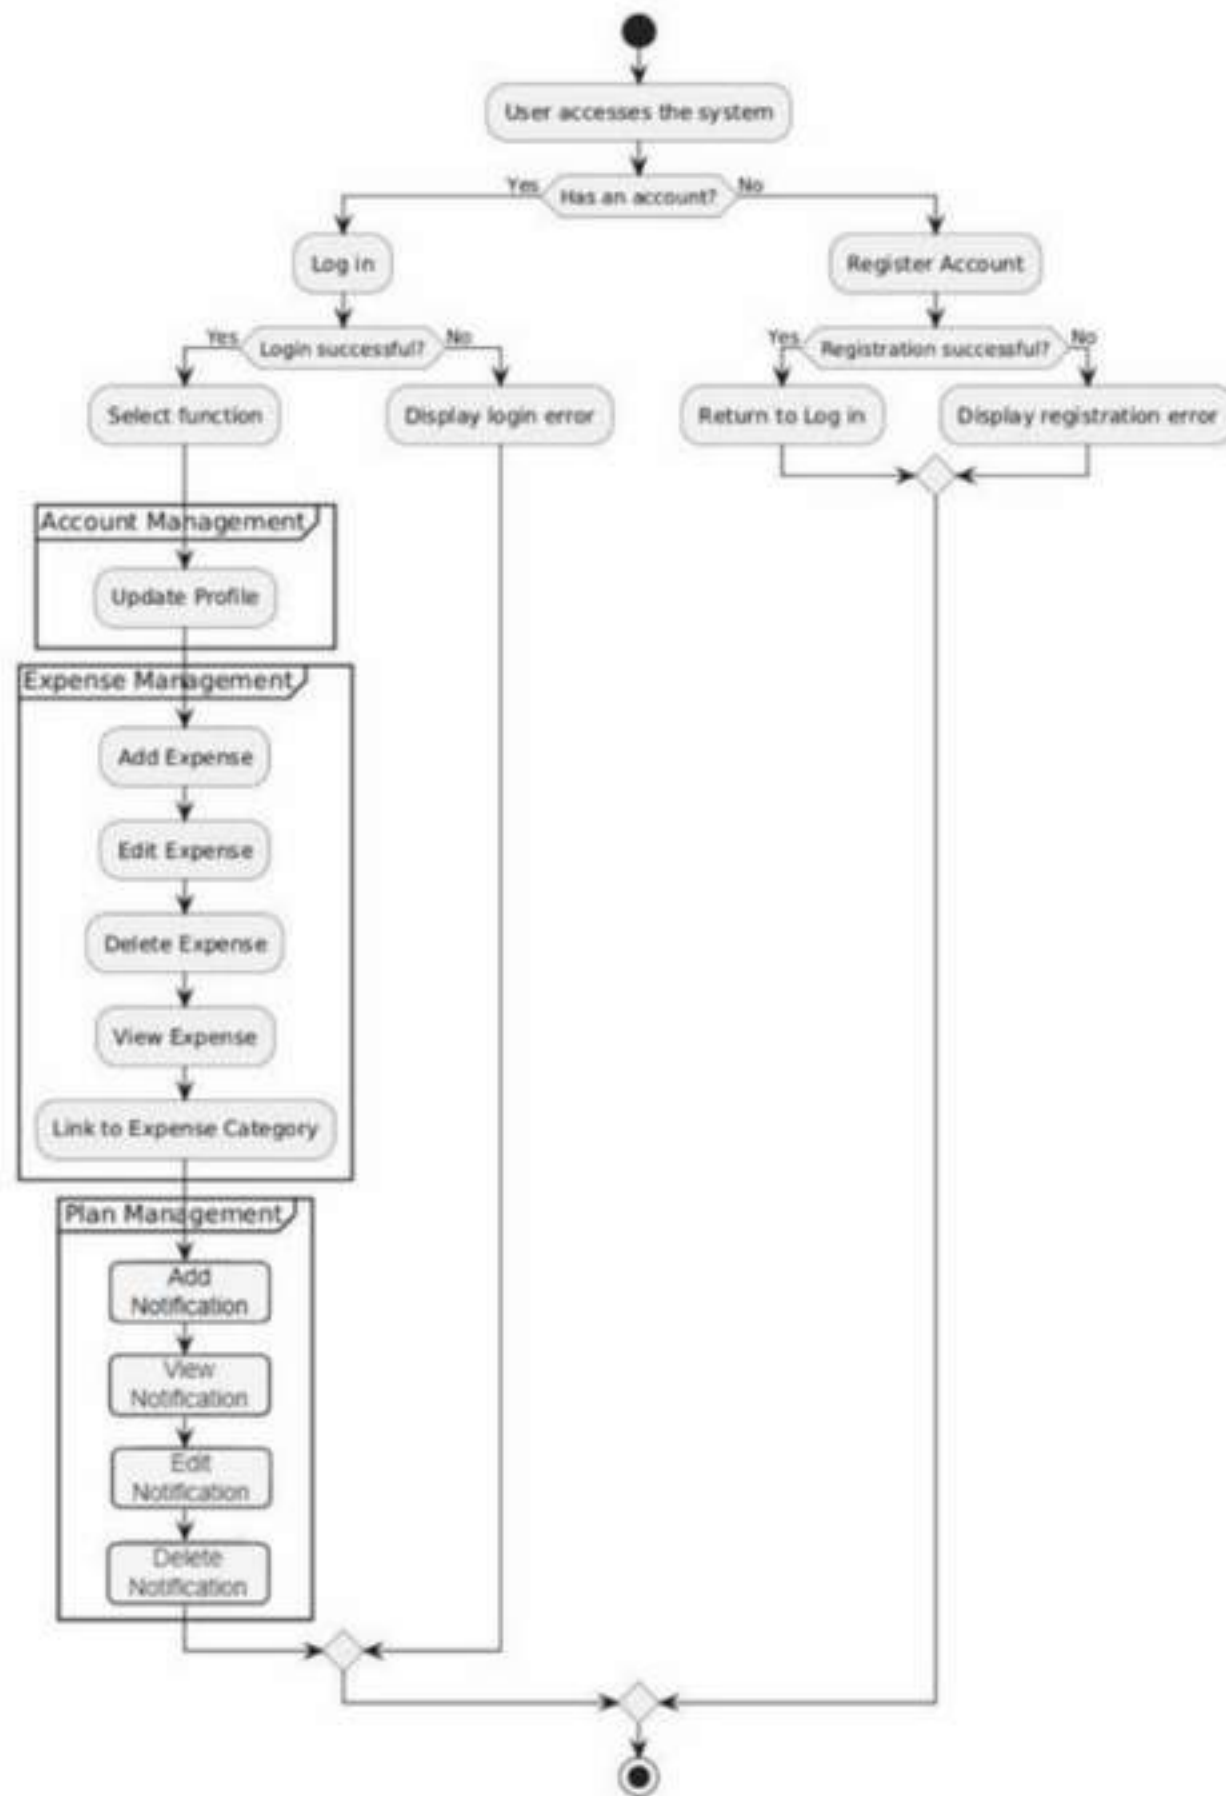 User accesses the system
Yes
Has an account?
No
Log in
Register Account
Yes
Login successful?
No
Yes
Registration successful?
No
Select function
Display login error
Return to Log in
Display registration error
Account Management
Update Profile
Expense Management
Add Expense
Edit Expense
Delete Expense
View Expense
Link to Expense Category
Plan Management
Add
Notification
View
Notification
Edit
Notification
Delete
Notification